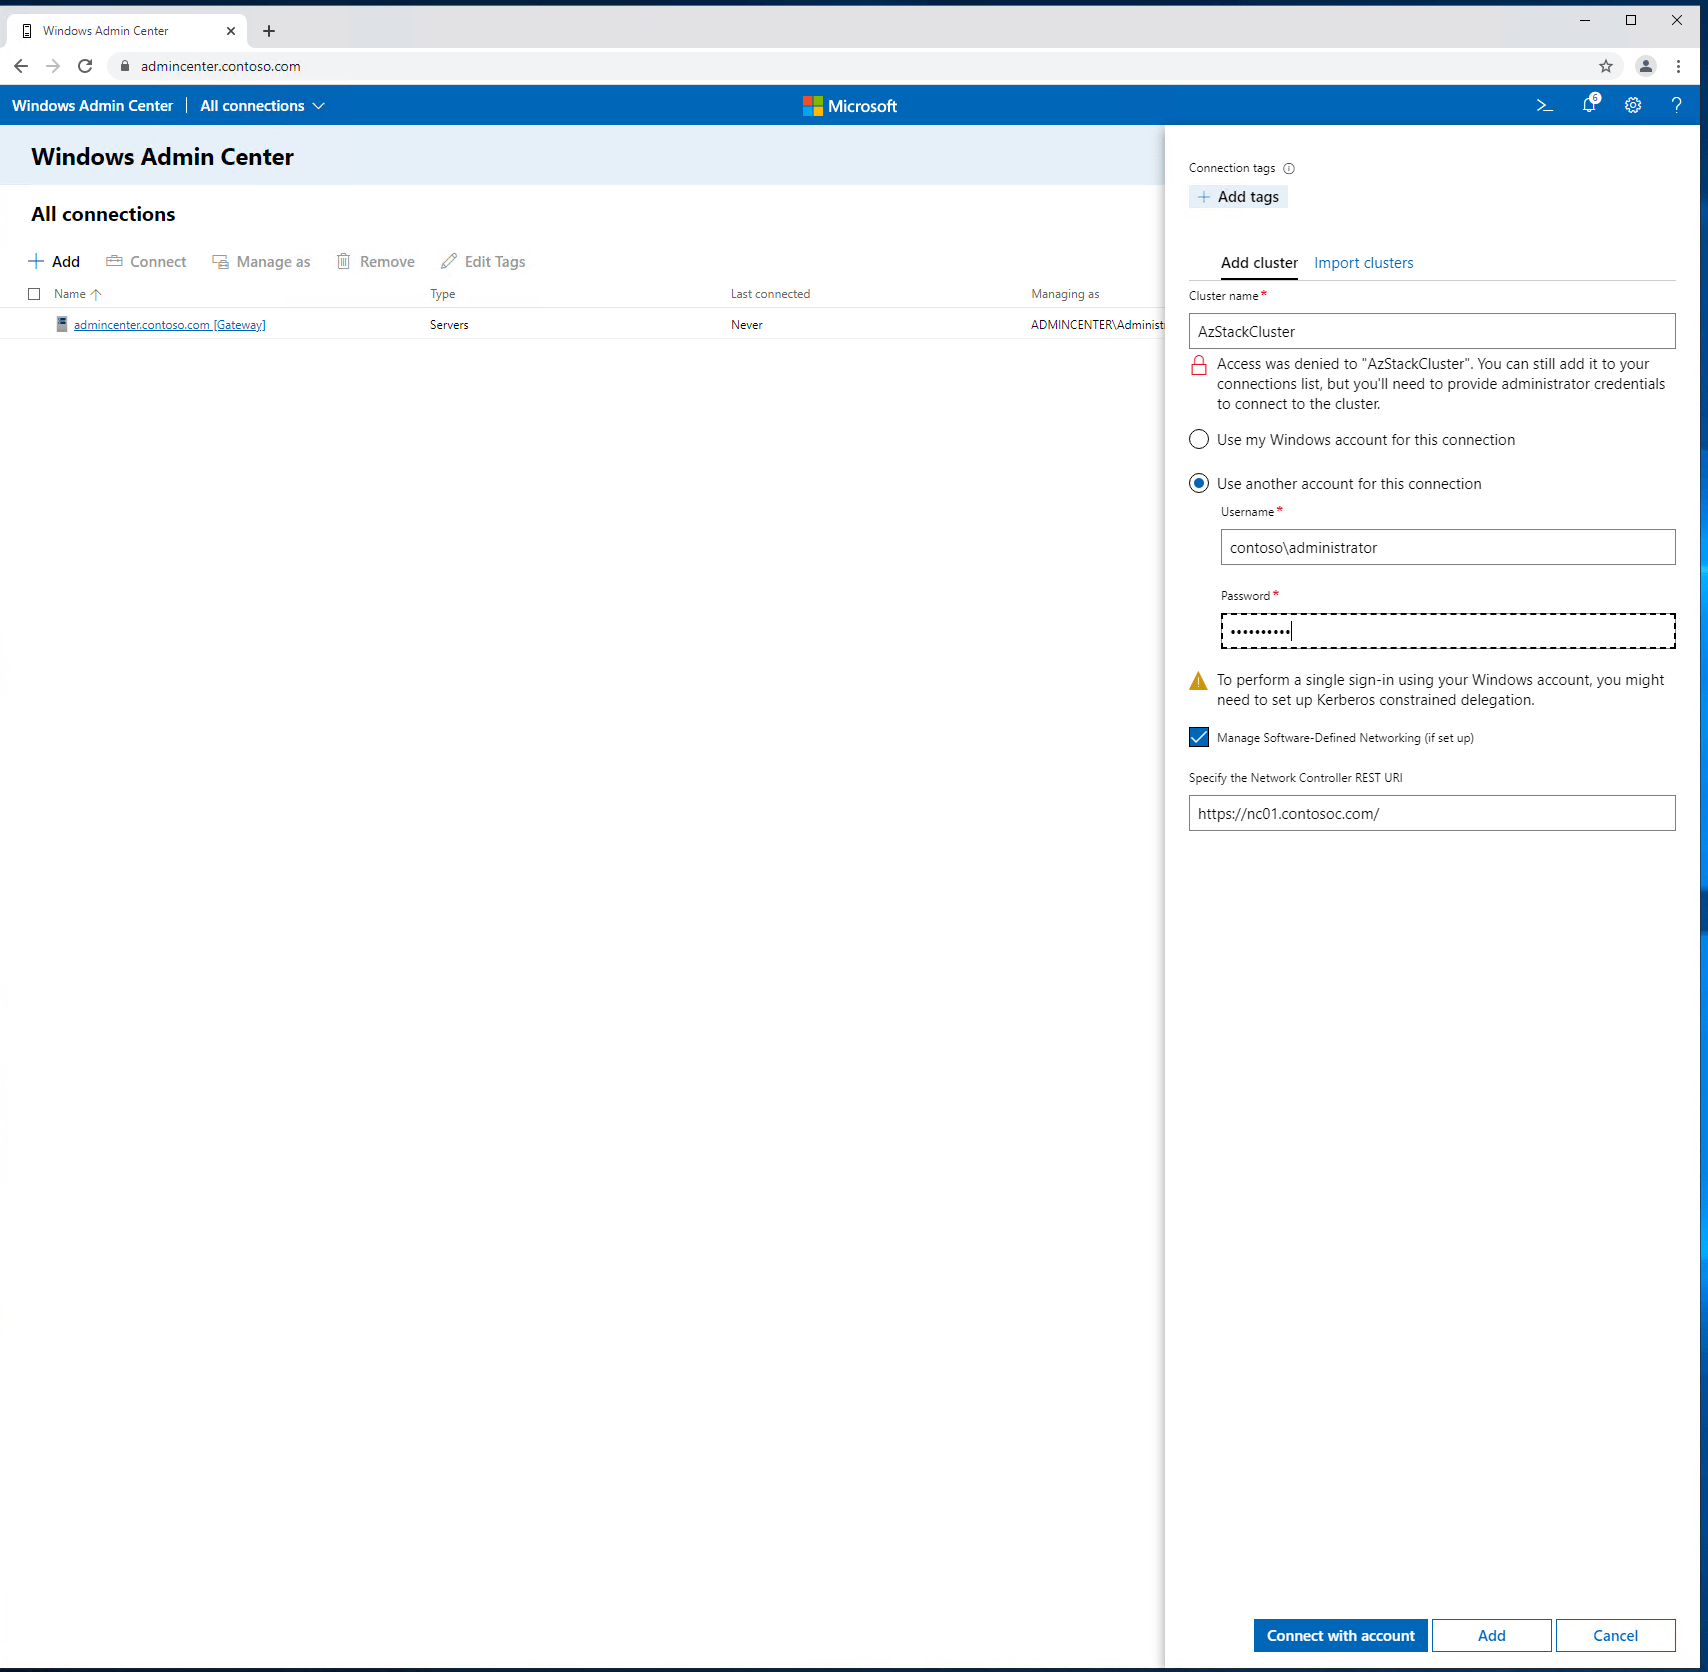 Windows Admin Center
admincenter.contoso.com
Windows Admin Center | All connections
Microsoft
6
Windows Admin Center
All connections
Add Connect Manage as Remove Edit Tags
Name Type Last connected Managing as
admincenter.contoso.com [Gateway] Servers Never ADMINCENTER\Administ
Connection tags
Add tags
Add cluster Import clusters
Cluster name*
AzStackCluster
Access was denied to "AzStackCluster". You can still add it to your
connections list, but you'll need to provide administrator credentials
to connect to the cluster.
Use my Windows account for this connection
Use another account for this connection
Username*
contoso\administrator
Password*
••••••••••
To perform a single sign-in using your Windows account, you might
need to set up Kerberos constrained delegation.
Manage Software-Defined Networking (if set up)
Specify the Network Controller REST URI
https://nc01.contosoc.com/
Connect with account Add Cancel